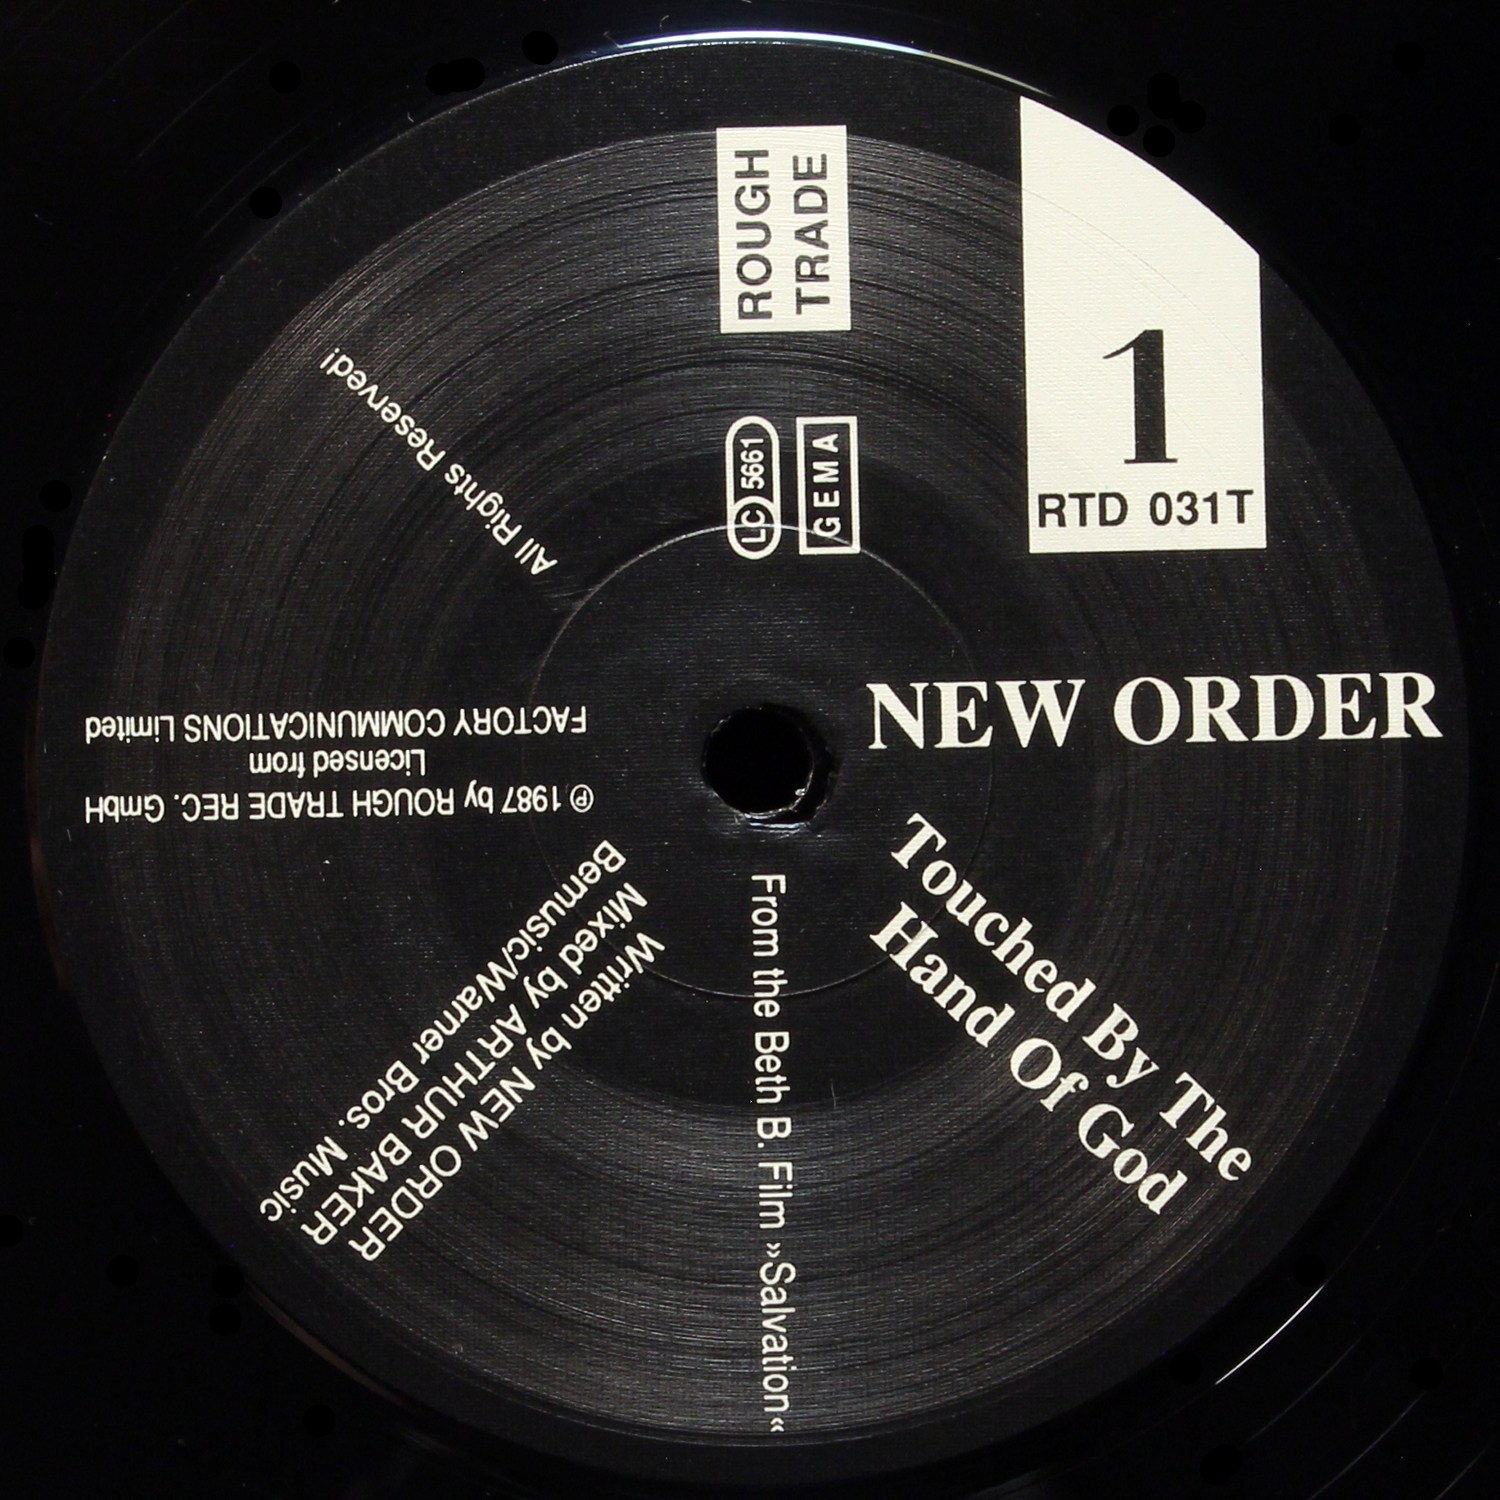 1
RTD 031T
ROUGH
TRADE
LC 5661
GEMA
NEW ORDER
Touched By The
Hand Of God
From the Beth B. Film »Salvation«
Written by NEW ORDER
Mixed by ARTHUR BAKER
Bemusic/Warner Bros. Music
℗ 1987 by ROUGH TRADE REC. GmbH
Licensed from
FACTORY COMMUNICATIONS Limited
All Rights Reserved!